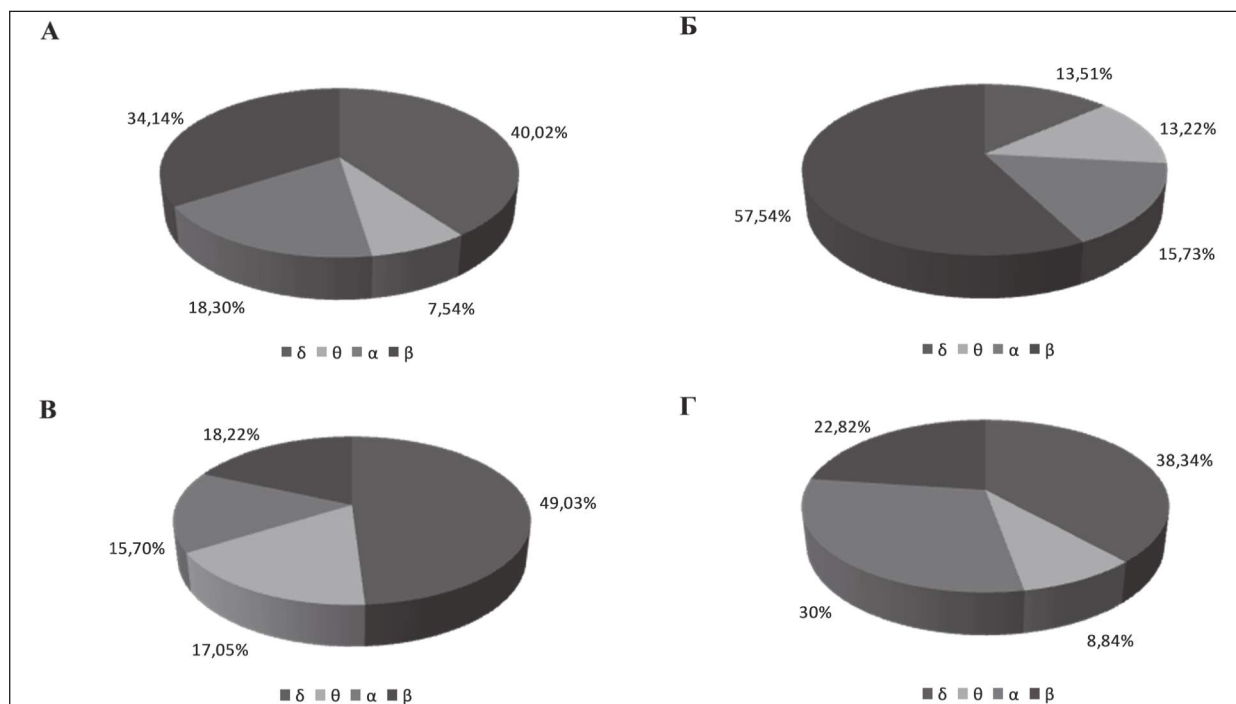 А
34,14%
40,02%
18,30%
7,54%
δ θ α β
Б
13,51%
13,22%
57,54%
15,73%
δ θ α β
В
18,22%
49,03%
15,70%
17,05%
δ θ α β
Г
22,82%
38,34%
30%
8,84%
δ θ α β